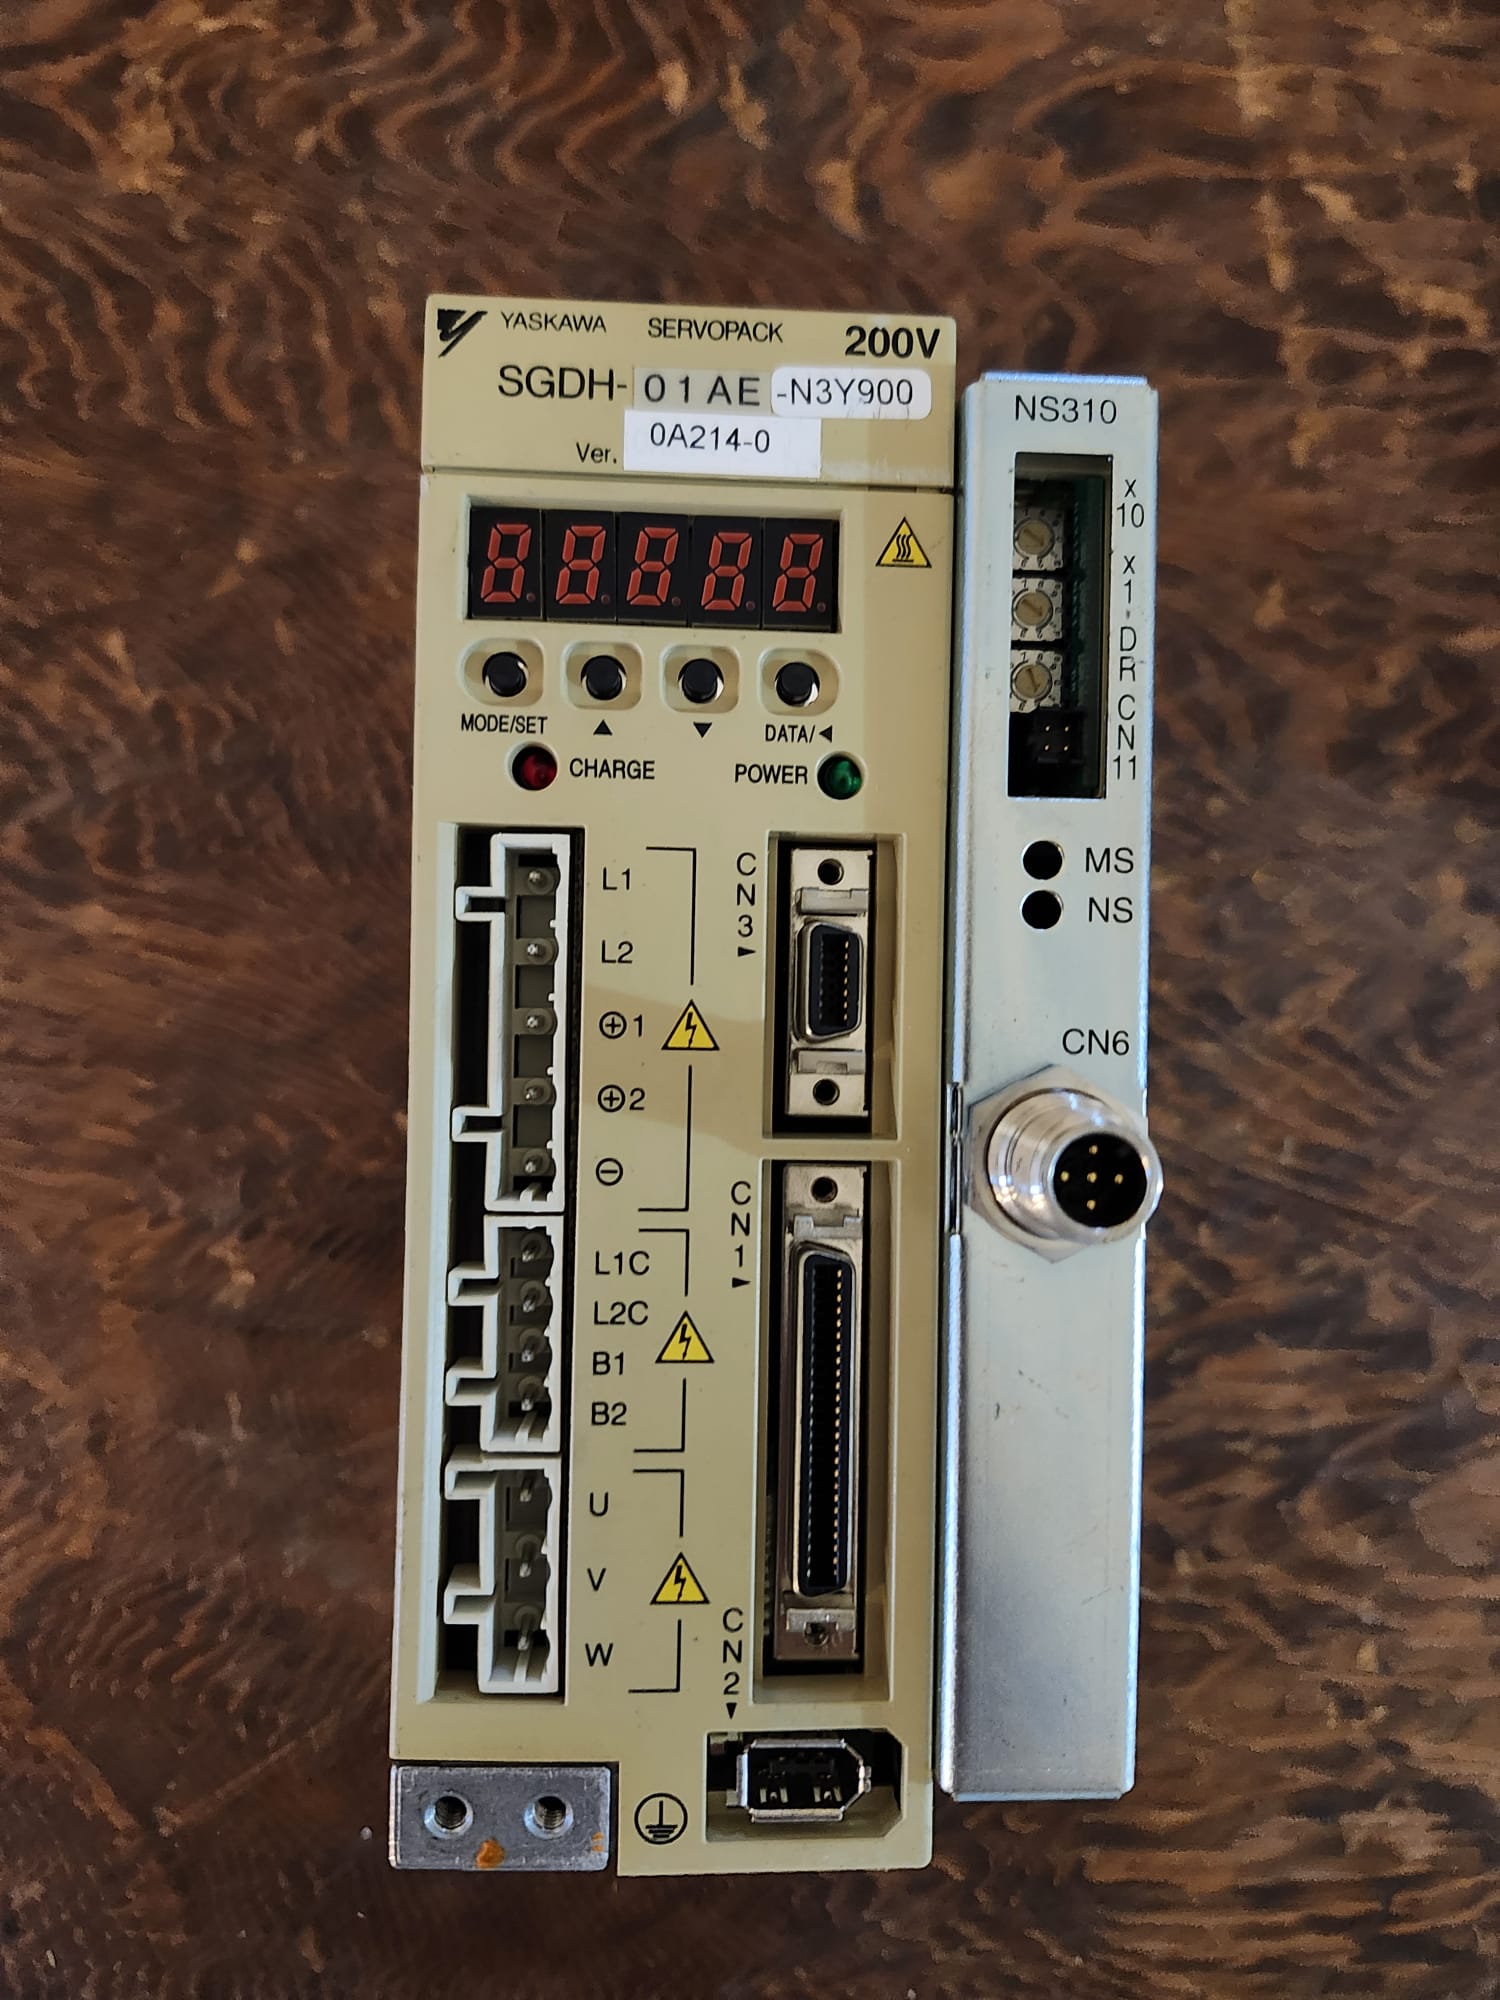 YASKAWA SERVOPACK 200V
SGDH-01AE-N3Y900
Ver. 0A214-0
MODE/SET ▲ ▼ DATA/◀
CHARGE POWER
L1
L2
⊕1
⊕2
⊖
L1C
L2C
B1
B2
U
V
W
CN3▶
CN1▶
CN2▼
NS310
x10
x1
DR
CN11
MS
NS
CN6